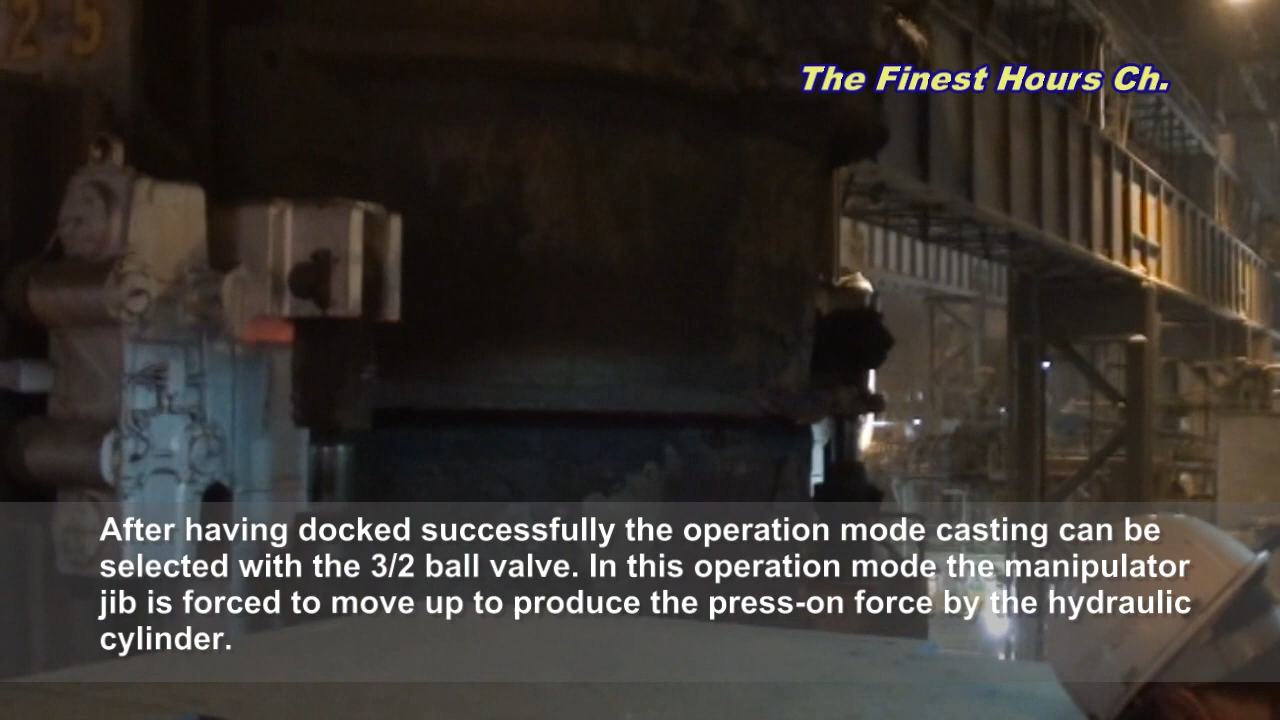 2 5
The Finest Hours Ch.
After having docked successfully the operation mode casting can be
selected with the 3/2 ball valve. In this operation mode the manipulator
jib is forced to move up to produce the press-on force by the hydraulic
cylinder.